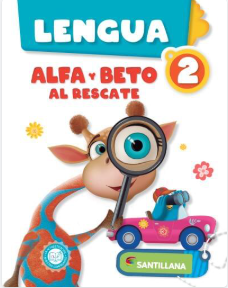 LENGUA
ALFA Y BETO
2
AL RESCATE
SANTILLANA